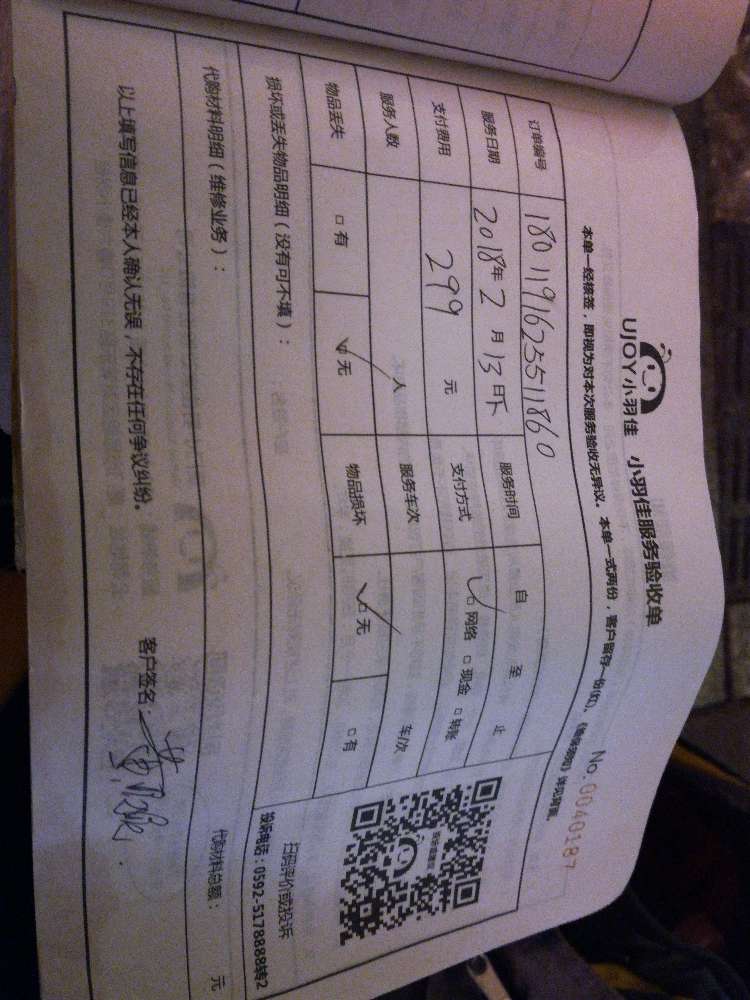 UJOY小羽佳 小羽佳服务验收单
No. 0040187
本单一经核签，即视为对本次服务验收无异议。本单一式两份，客户留存一份
订单编号 1801191625511860
服务日期 2018年2月13日下 服务时间 自 至 止
支付费用 299 元 支付方式 ☑网络 □现金 □转账
服务人数 人 服务车次 车/次
物品丢失 □有 ☑无 物品损坏 ☑无 □有
损坏或丢失物品明细（没有可不填）：
扫码评价或投诉
投诉电话：0592-5178888转2
代购材料明细（维修业务）：
代购材料总额： 元
以上填写信息已经本人确认无误，不存在任何争议纠纷。 客户签名：